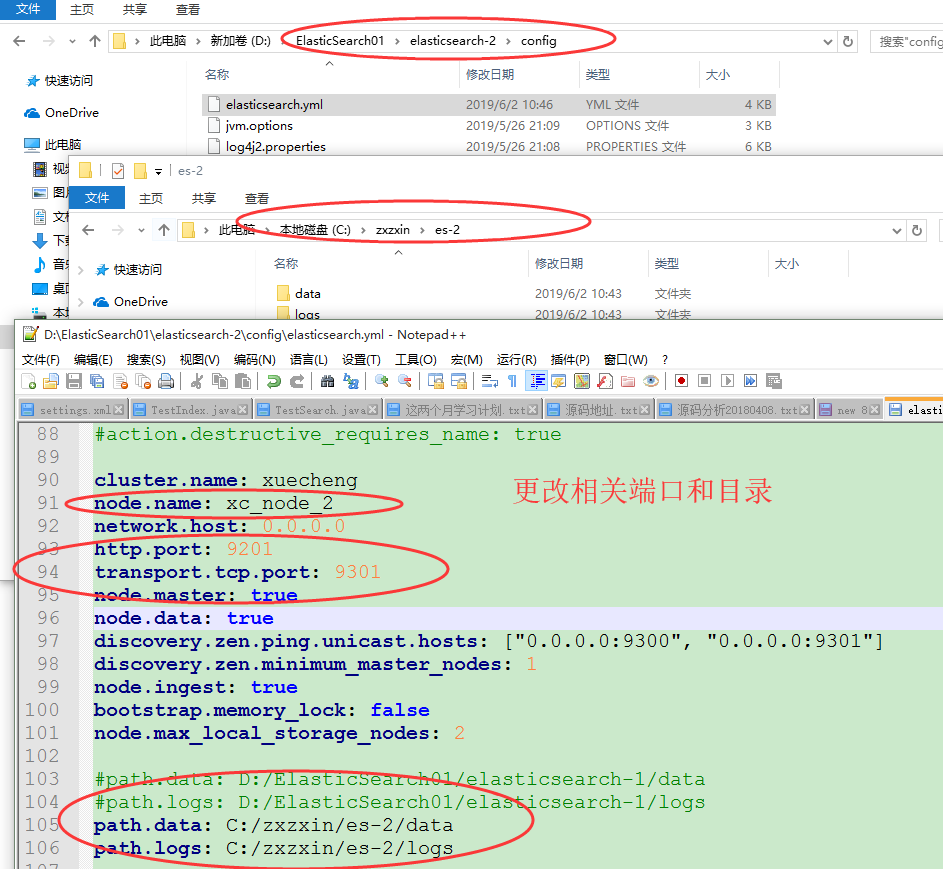 文件 主页 共享 查看
此电脑 › 新加卷 (D:) › ElasticSearch01 › elasticsearch-2 › config 搜索"config
快速访问 名称 修改日期 类型 大小
elasticsearch.yml 2019/6/2 10:46 YML 文件 4 KB
OneDrive
jvm.options 2019/5/26 21:09 OPTIONS 文件 3 KB
此电脑 log4j2.properties 2019/5/26 21:08 PROPERTIES 文件 6 KB
es-2
文件 主页 共享 查看
此电脑 › 本地磁盘 (C:) › zxzxin › es-2
快速访问 名称 修改日期 类型 大小
data 2019/6/2 10:43 文件夹
OneDrive
logs 2019/6/2 10:43 文件夹
D:\ElasticSearch01\elasticsearch-2\config\elasticsearch.yml - Notepad++
文件(F) 编辑(E) 搜索(S) 视图(V) 编码(N) 语言(L) 设置(T) 工具(O) 宏(M) 运行(R) 插件(P) 窗口(W) ?
settings.xml TestIndex.java TestSearch.java 这两个月学习计划.txt 源码地址.txt 源码分析20180408.txt new 8 elasti
88 #action.destructive_requires_name: true
89
90 cluster.name: xuecheng
更改相关端口和目录
91 node.name: xc_node_2
92 network.host: 0.0.0.0
93 http.port: 9201
94 transport.tcp.port: 9301
95 node.master: true
96 node.data: true
97 discovery.zen.ping.unicast.hosts: ["0.0.0.0:9300", "0.0.0.0:9301"]
98 discovery.zen.minimum_master_nodes: 1
99 node.ingest: true
100 bootstrap.memory_lock: false
101 node.max_local_storage_nodes: 2
102
103 #path.data: D:/ElasticSearch01/elasticsearch-1/data
104 #path.logs: D:/ElasticSearch01/elasticsearch-1/logs
105 path.data: C:/zxzxin/es-2/data
106 path.logs: C:/zxzxin/es-2/logs